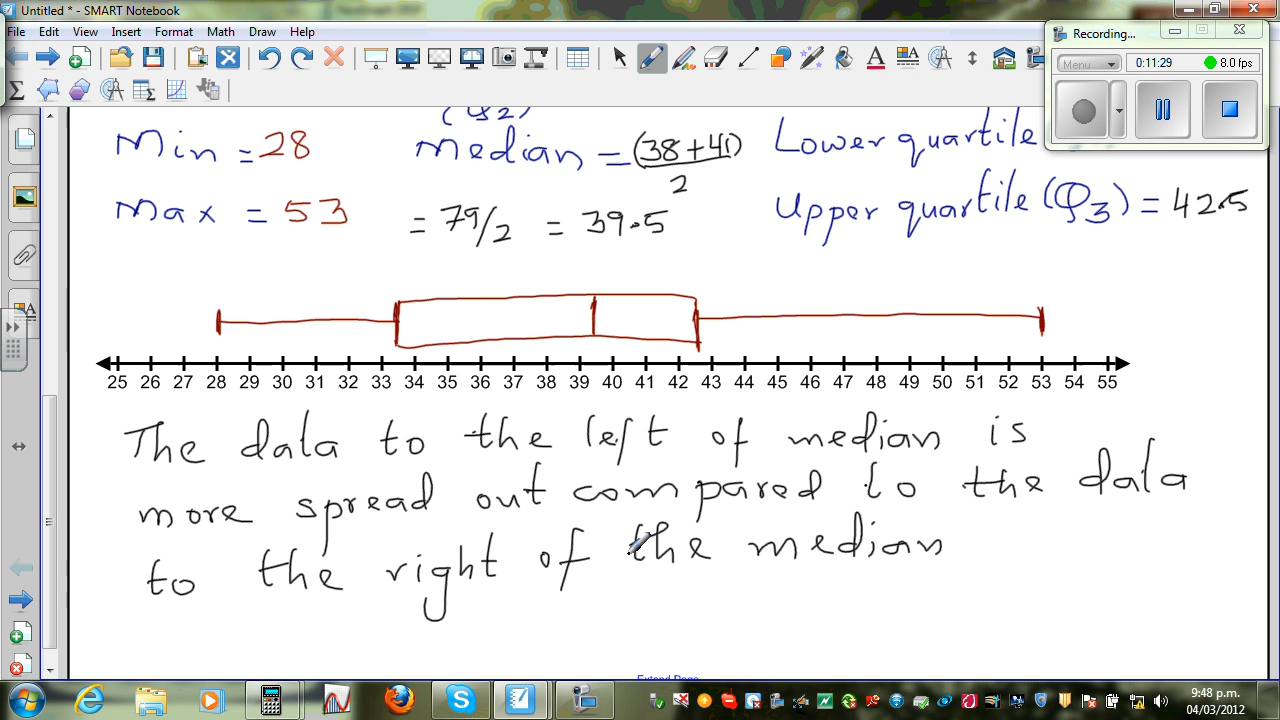 Untitled * - SMART Notebook
File Edit View Insert Format Math Draw Help
Recording...
Menu 0:11:29 8.0 fps
(Q2)
Min = 28 Median = (38+41) Lower quartile
2
Max = 53 = 79/2 = 39.5 Upper quartile (Q3) = 42.5
25 26 27 28 29 30 31 32 33 34 35 36 37 38 39 40 41 42 43 44 45 46 47 48 49 50 51 52 53 54 55
The data to the left of median is
more spread out compared to the data
to the right of the median
Extend Page
9:48 p.m.
04/03/2012